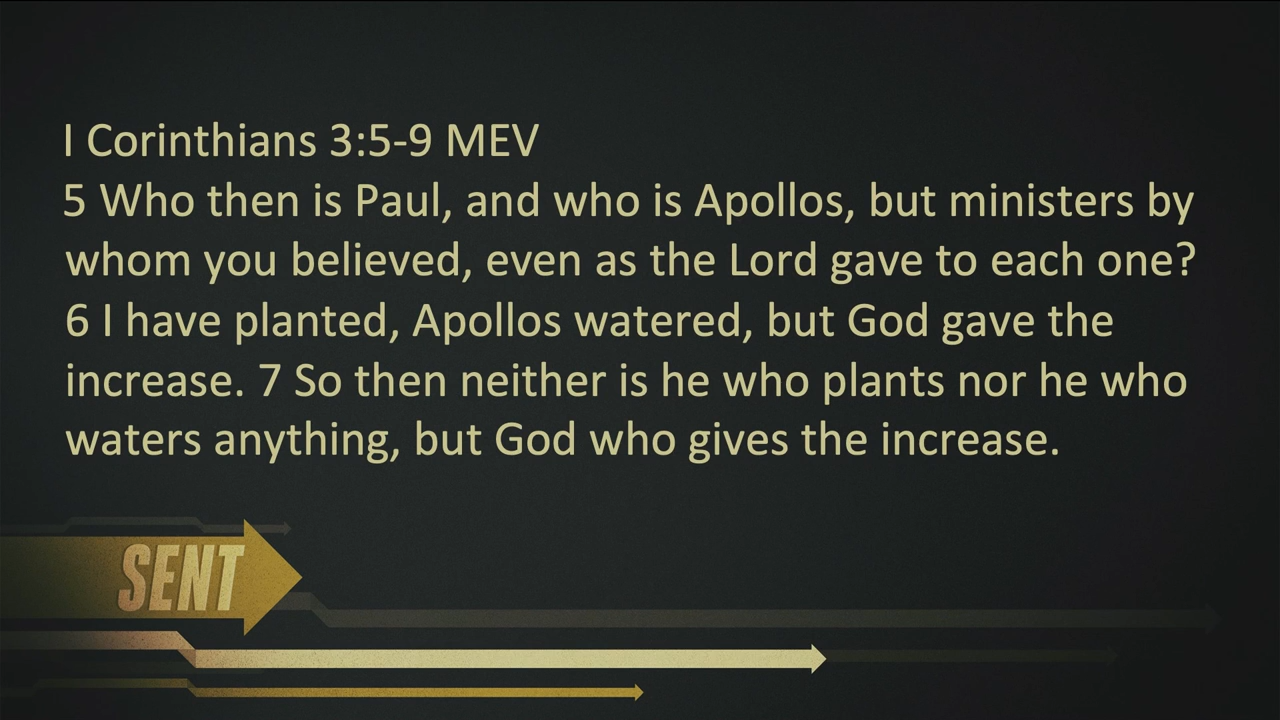 I Corinthians 3:5-9 MEV
5 Who then is Paul, and who is Apollos, but ministers by
whom you believed, even as the Lord gave to each one?
6 I have planted, Apollos watered, but God gave the
increase. 7 So then neither is he who plants nor he who
waters anything, but God who gives the increase.
SENT